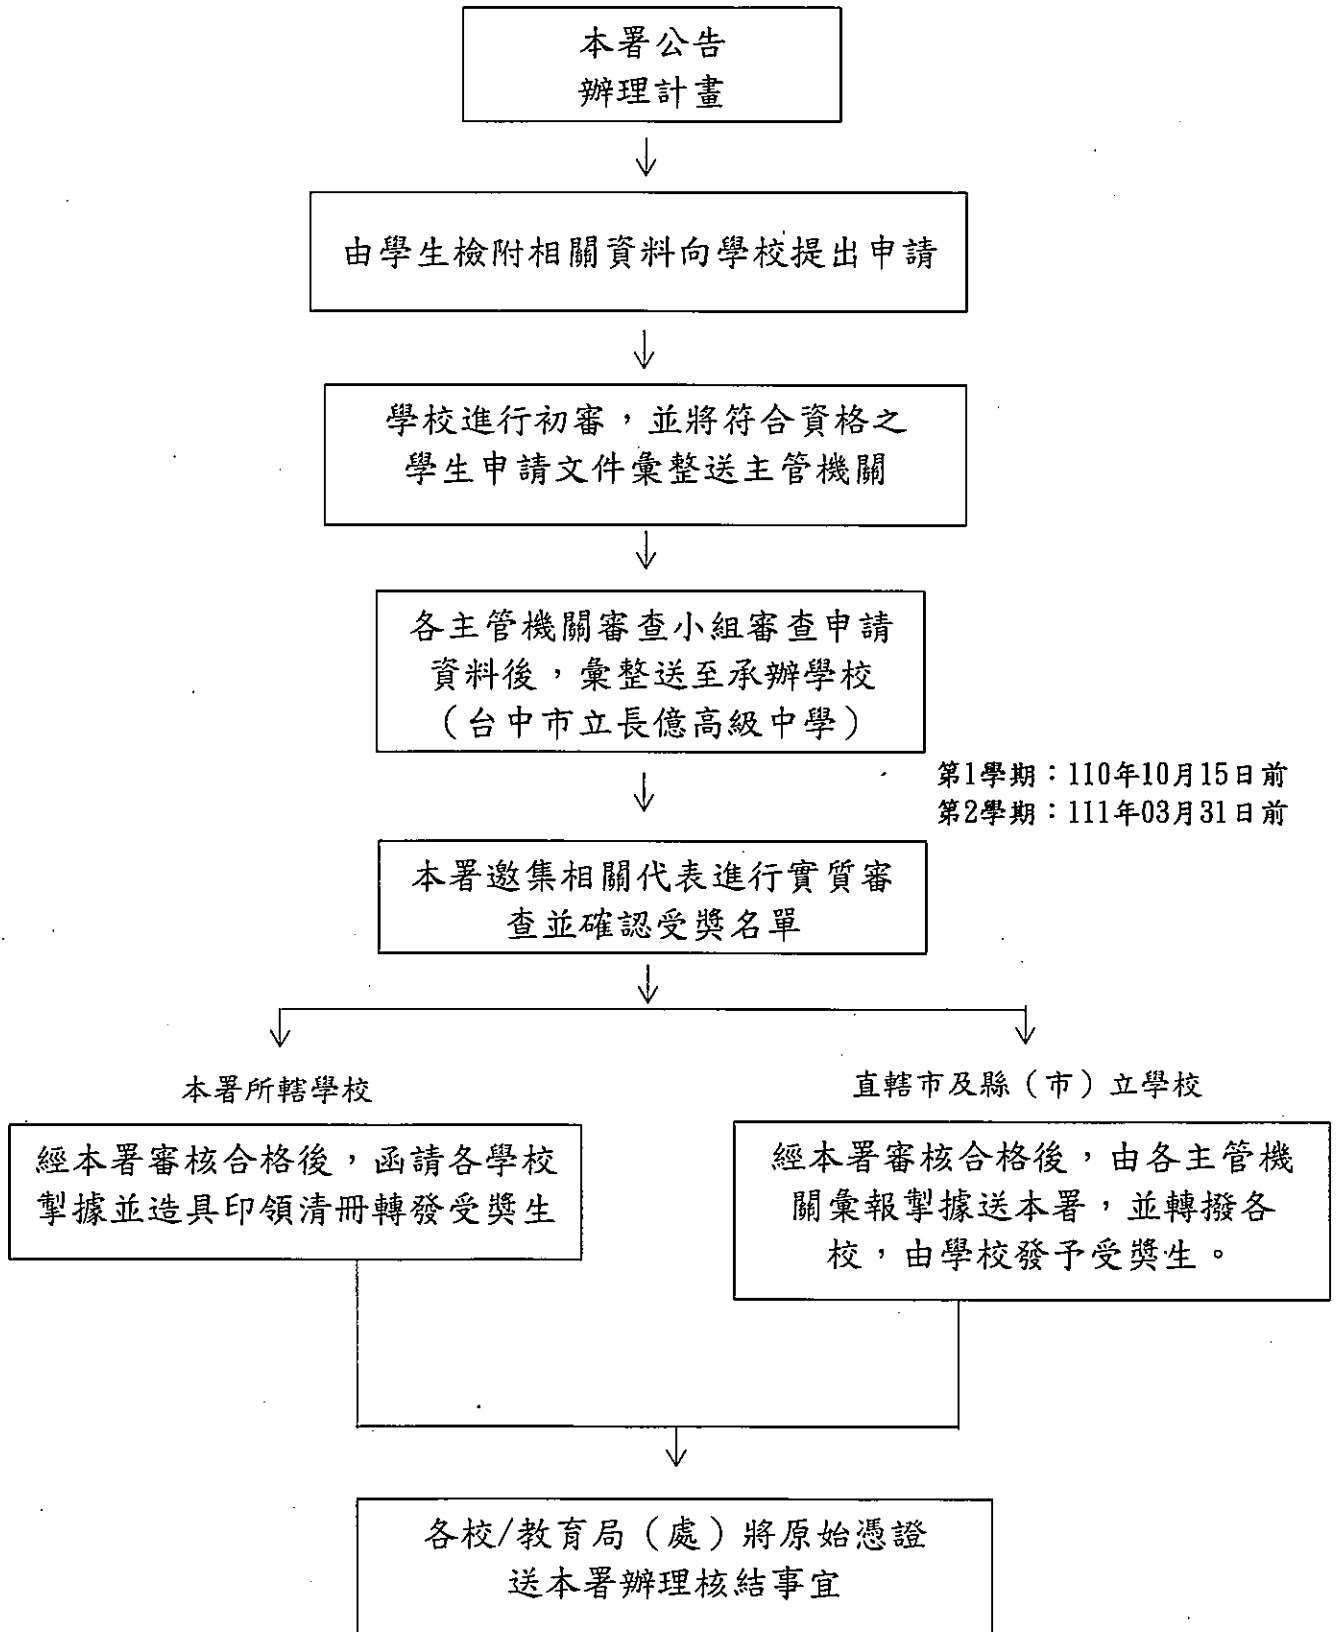 本署公告
辦理計畫
由學生檢附相關資料向學校提出申請
學校進行初審，並將符合資格之
學生申請文件彙整送主管機關
各主管機關審查小組審查申請
資料後，彙整送至承辦學校
（台中市立長億高級中學）
第1學期：110年10月15日前
第2學期：111年03月31日前
本署邀集相關代表進行實質審
查並確認受獎名單
本署所轄學校
經本署審核合格後，函請各學校
掣據並造具印領清冊轉發受獎生
直轄市及縣（市）立學校
經本署審核合格後，由各主管機
關彙報掣據送本署，並轉撥各
校，由學校發予受獎生。
各校/教育局（處）將原始憑證
送本署辦理核結事宜